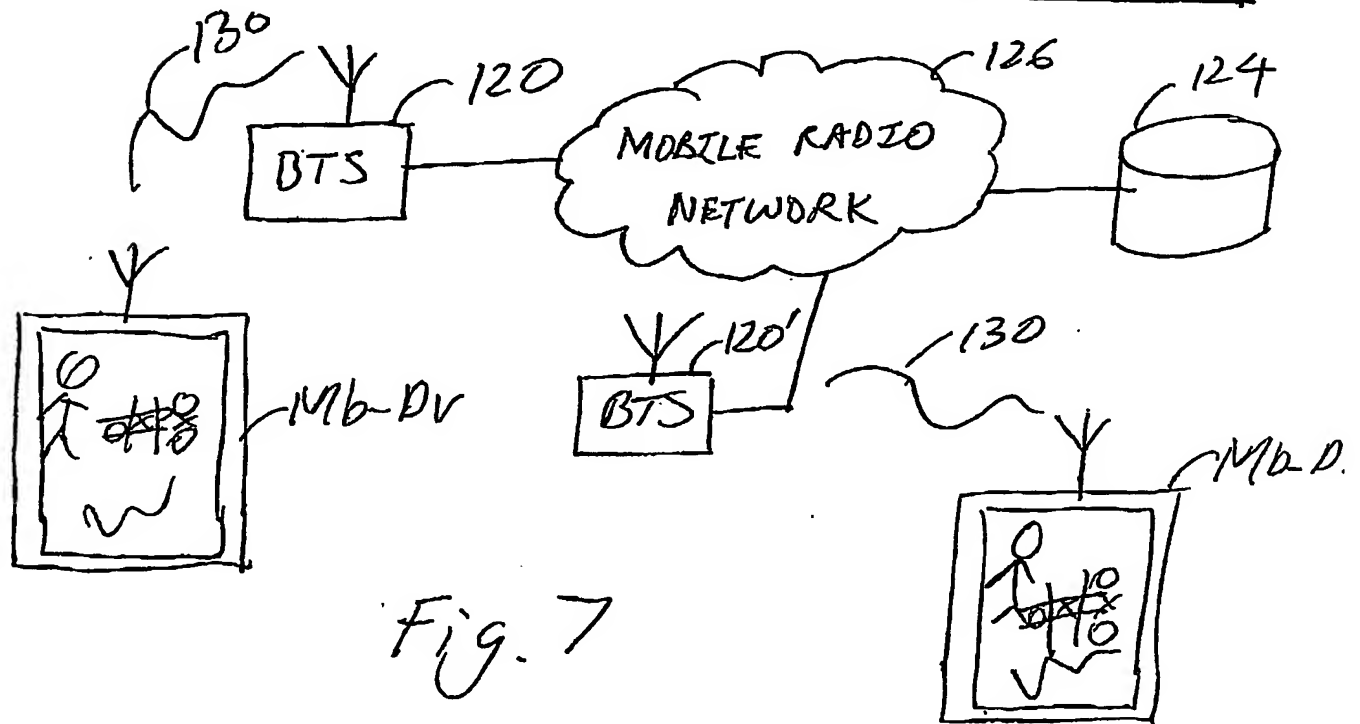 130
120
126
124
BTS
MOBILE RADIO
NETWORK
120'
130
BTS
Mb-Dv
Mb-D.
Fig. 7